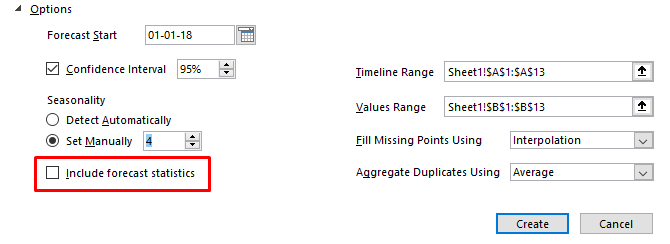 Options
Forecast Start 01-01-18
Confidence Interval 95%
Timeline Range Sheet1!$A$1:$A$13
Seasonality
Values Range Sheet1!$B$1:$B$13
Detect Automatically
Set Manually 4
Fill Missing Points Using Interpolation
Include forecast statistics
Aggregate Duplicates Using Average
Create Cancel